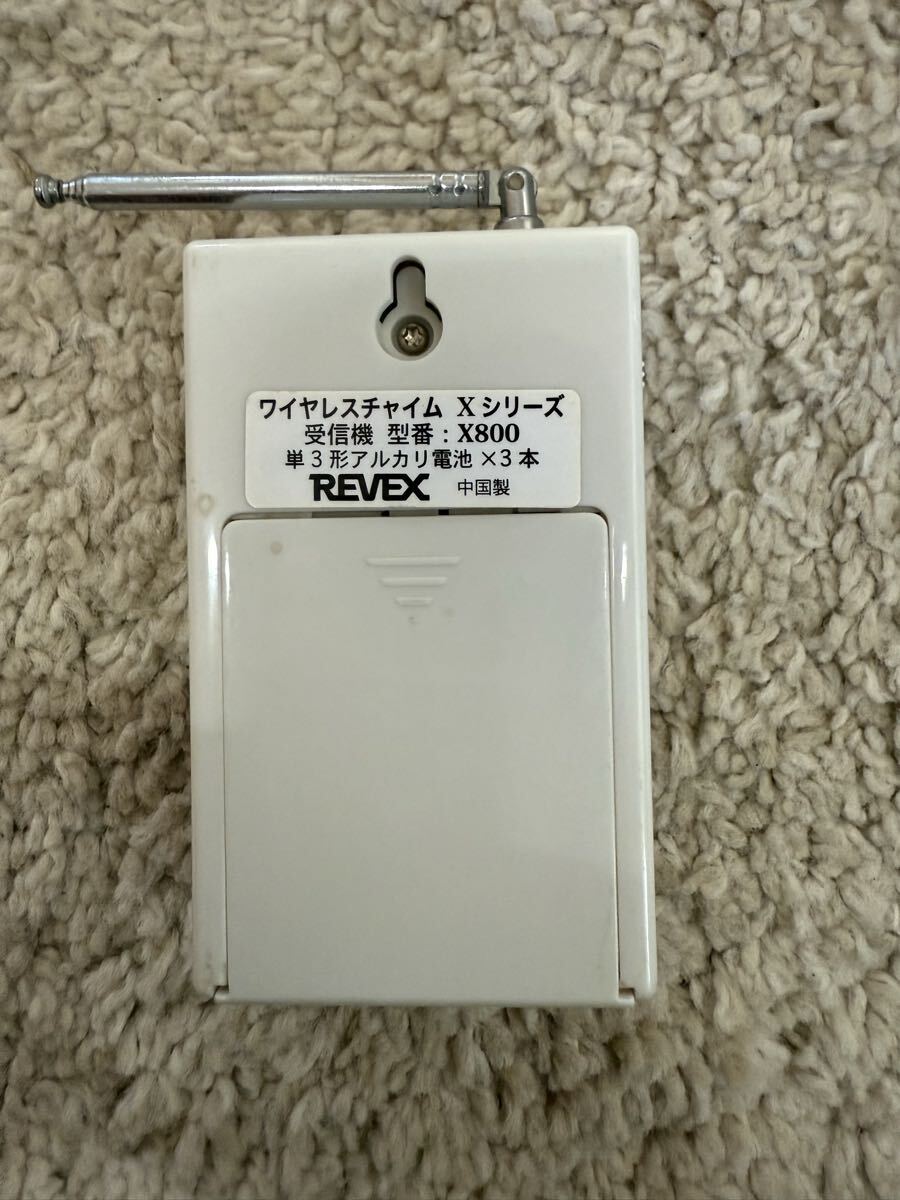 ワイヤレスチャイム Xシリーズ
受信機 型番：X800
単3形アルカリ電池×3本
REVEX 中国製